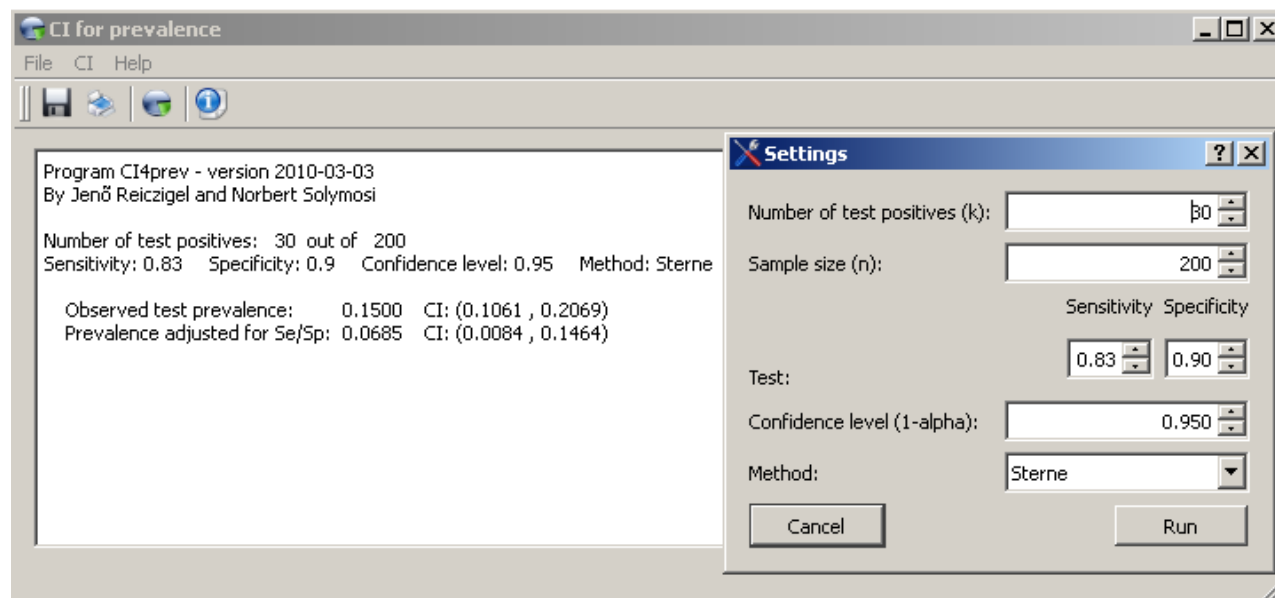 CI for prevalence
File CI Help
Program CI4prev - version 2010-03-03
By Jenő Reiczigel and Norbert Solymosi
Number of test positives: 30 out of 200
Sensitivity: 0.83 Specificity: 0.9 Confidence level: 0.95 Method: Sterne
Observed test prevalence: 0.1500 CI: (0.1061 , 0.2069)
Prevalence adjusted for Se/Sp: 0.0685 CI: (0.0084 , 0.1464)
Settings
Number of test positives (k): 30
Sample size (n): 200
Sensitivity Specificity
Test: 0.83 0.90
Confidence level (1-alpha): 0.950
Method: Sterne
Cancel Run